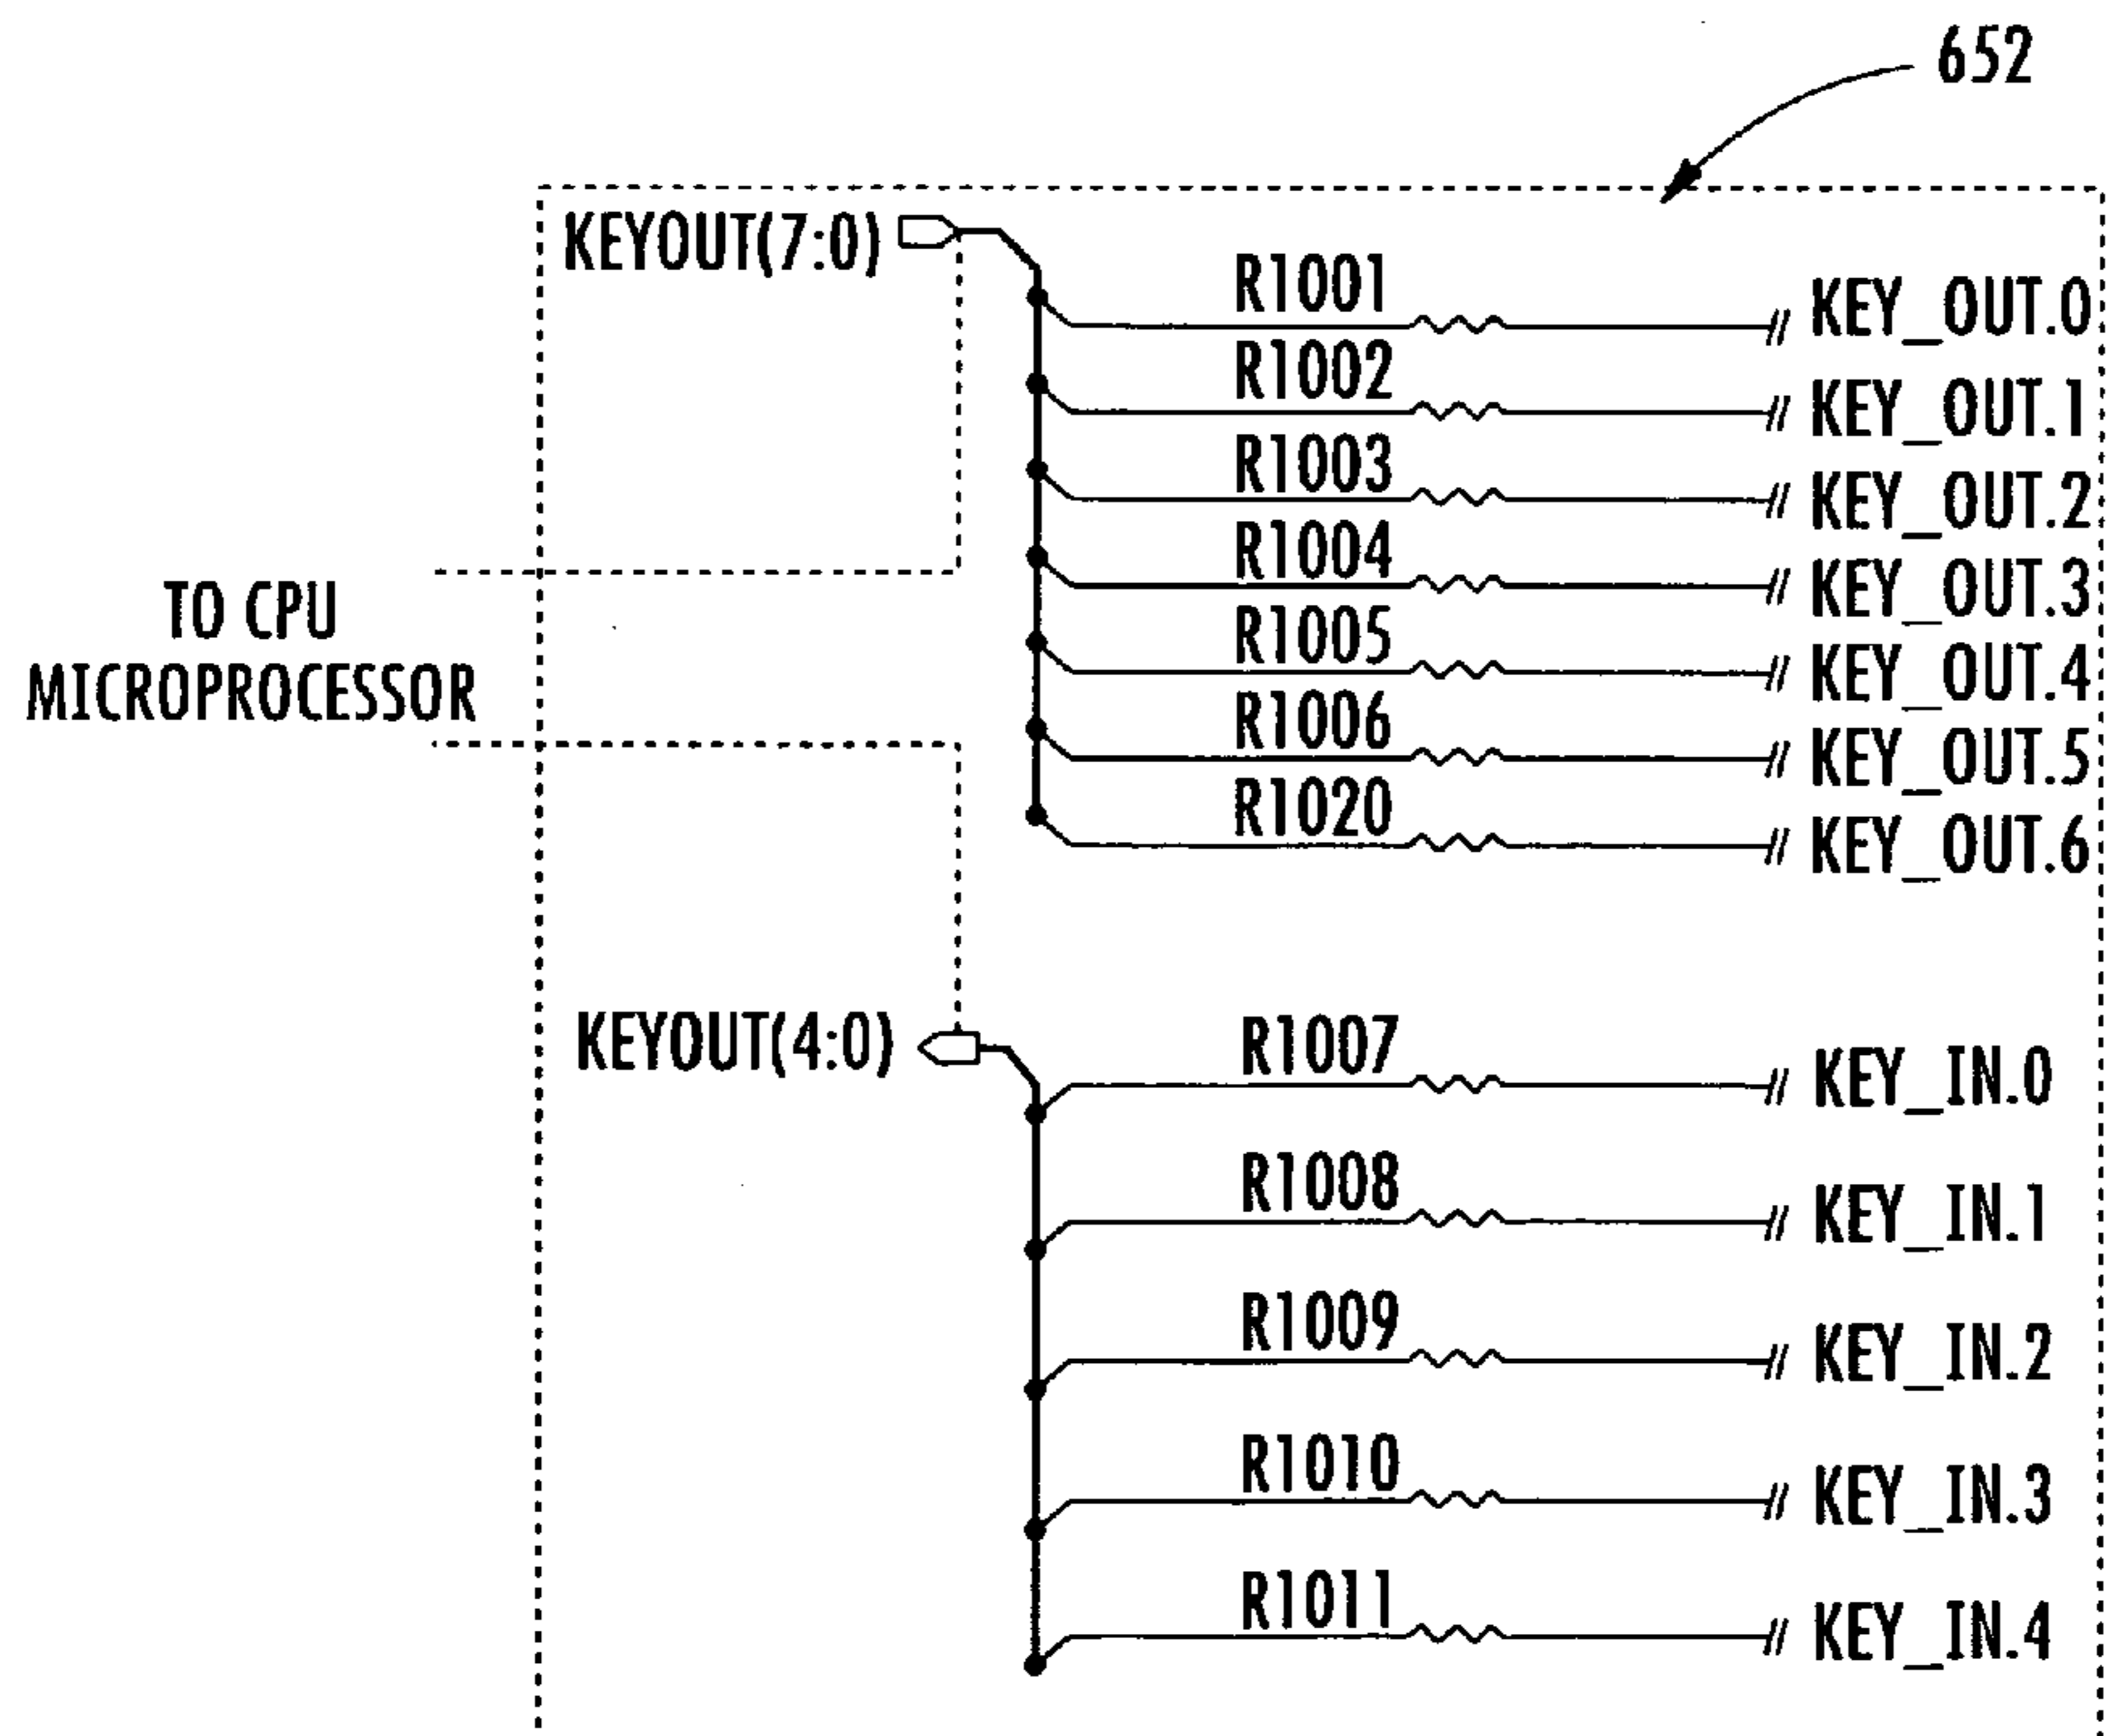 652
KEYOUT(7:0)
R1001 KEY_OUT.0
R1002 KEY_OUT.1
R1003 KEY_OUT.2
R1004 KEY_OUT.3
TO CPU
MICROPROCESSOR
R1005 KEY_OUT.4
R1006 KEY_OUT.5
R1020 KEY_OUT.6
KEYOUT(4:0)
R1007 KEY_IN.0
R1008 KEY_IN.1
R1009 KEY_IN.2
R1010 KEY_IN.3
R1011 KEY_IN.4